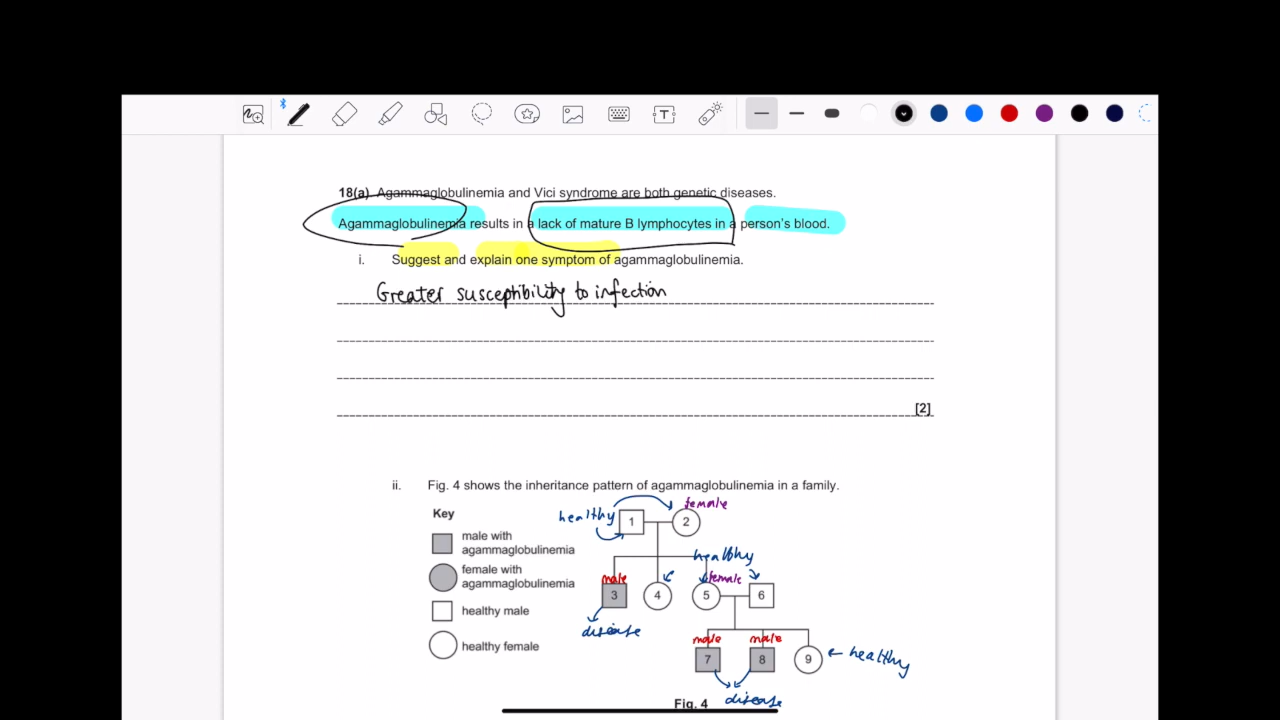 18(a) Agammaglobulinemia and Vici syndrome are both genetic diseases.
Agammaglobulinemia results in a lack of mature B lymphocytes in a person's blood.
i. Suggest and explain one symptom of agammaglobulinemia.
Greater susceptibility to infection
[2]
ii. Fig. 4 shows the inheritance pattern of agammaglobulinemia in a family.
Key
male with
agammaglobulinemia
female with
agammaglobulinemia
healthy male
healthy female
healthy 1 2 female
healthy
male female
3 4 5 6
disease
male male
7 8 9 healthy
disease
Fig. 4